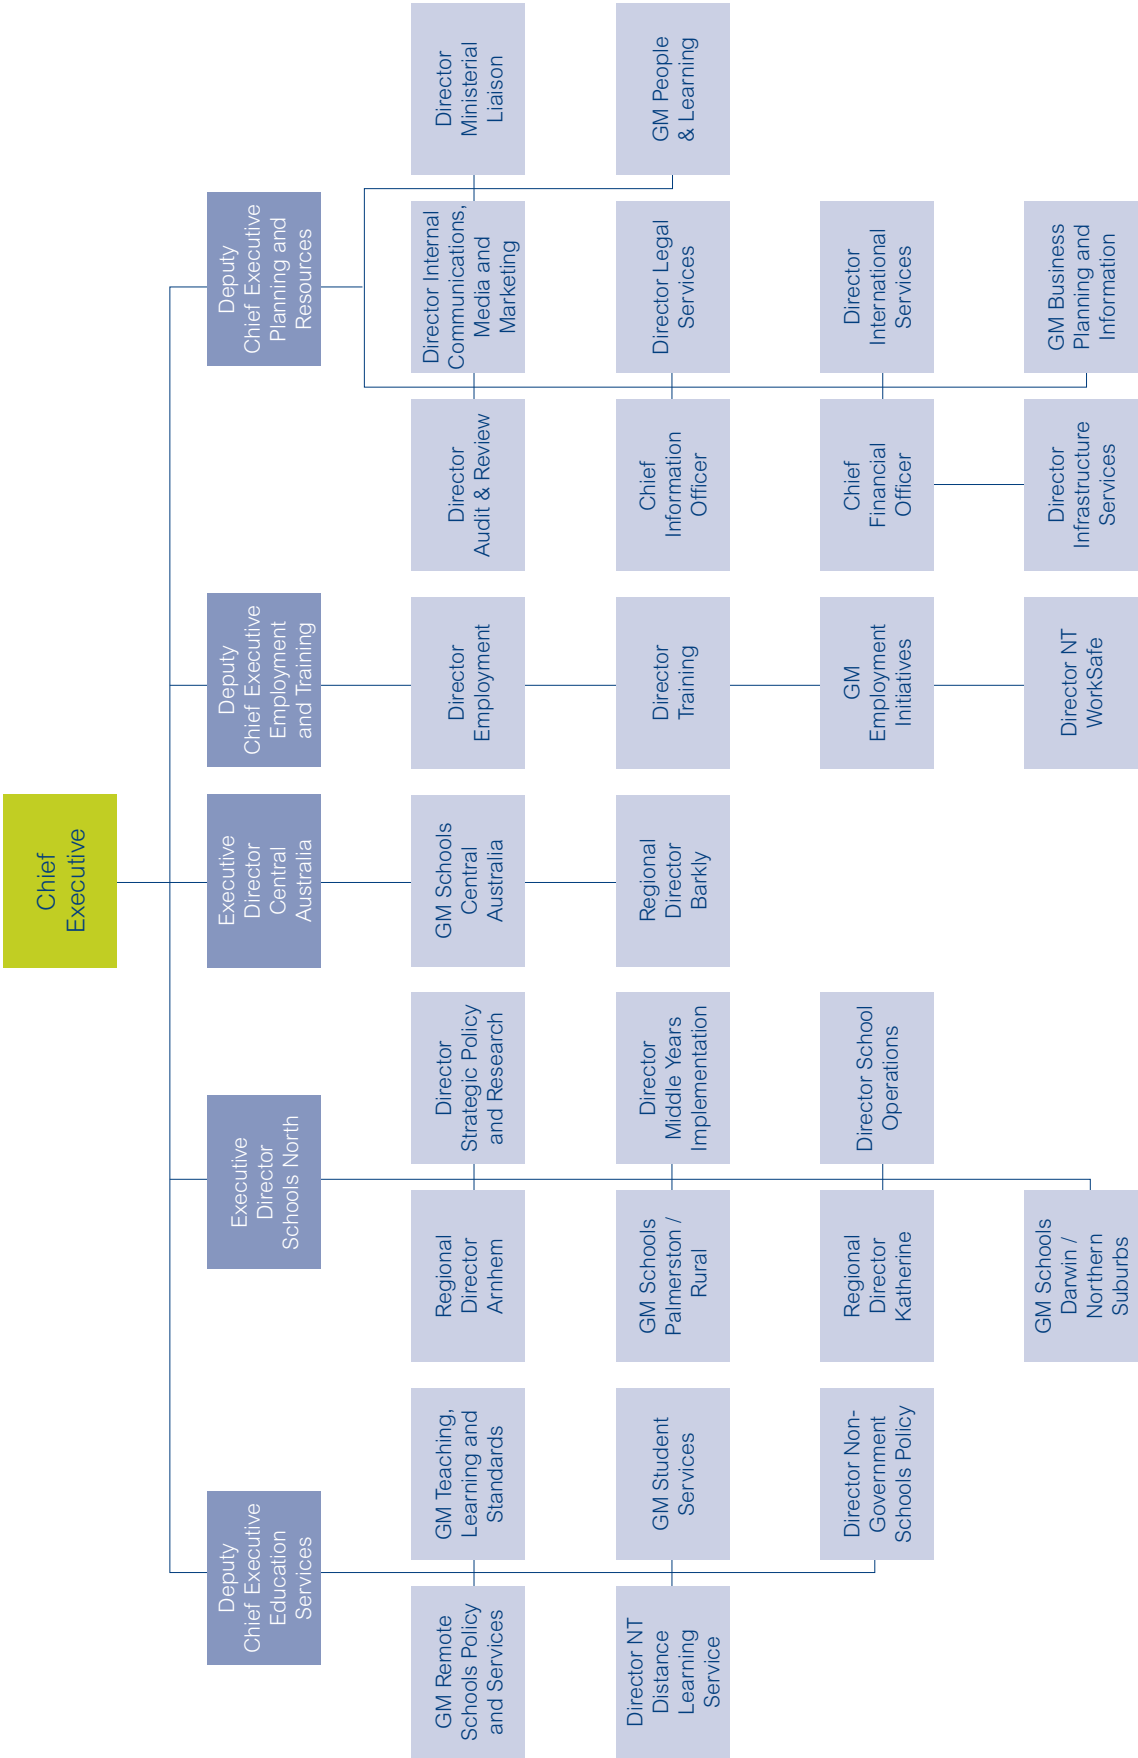 Chief
Executive
Deputy
Chief Executive
Education
Services
Executive
Director
Schools North
Executive
Director
Central
Australia
Deputy
Chief Executive
Employment
and Training
Deputy
Chief Executive
Planning and
Resources
GM Remote
Schools Policy
and Services
GM Teaching,
Learning and
Standards
Regional
Director
Arnhem
Director
Strategic Policy
and Research
GM Schools
Central
Australia
Director
Employment
Director
Audit & Review
Director Internal
Communications,
Media and
Marketing
Director
Ministerial
Liaison
Director NT
Distance
Learning
Service
GM Student
Services
GM Schools
Palmerston /
Rural
Director
Middle Years
Implementation
Regional
Director
Barkly
Director
Training
Chief
Information
Officer
Director Legal
Services
GM People
& Learning
Director Non-
Government
Schools Policy
Regional
Director
Katherine
Director School
Operations
GM
Employment
Initiatives
Chief
Financial
Officer
Director
International
Services
GM Schools
Darwin /
Northern
Suburbs
Director NT
WorkSafe
Director
Infrastructure
Services
GM Business
Planning and
Information